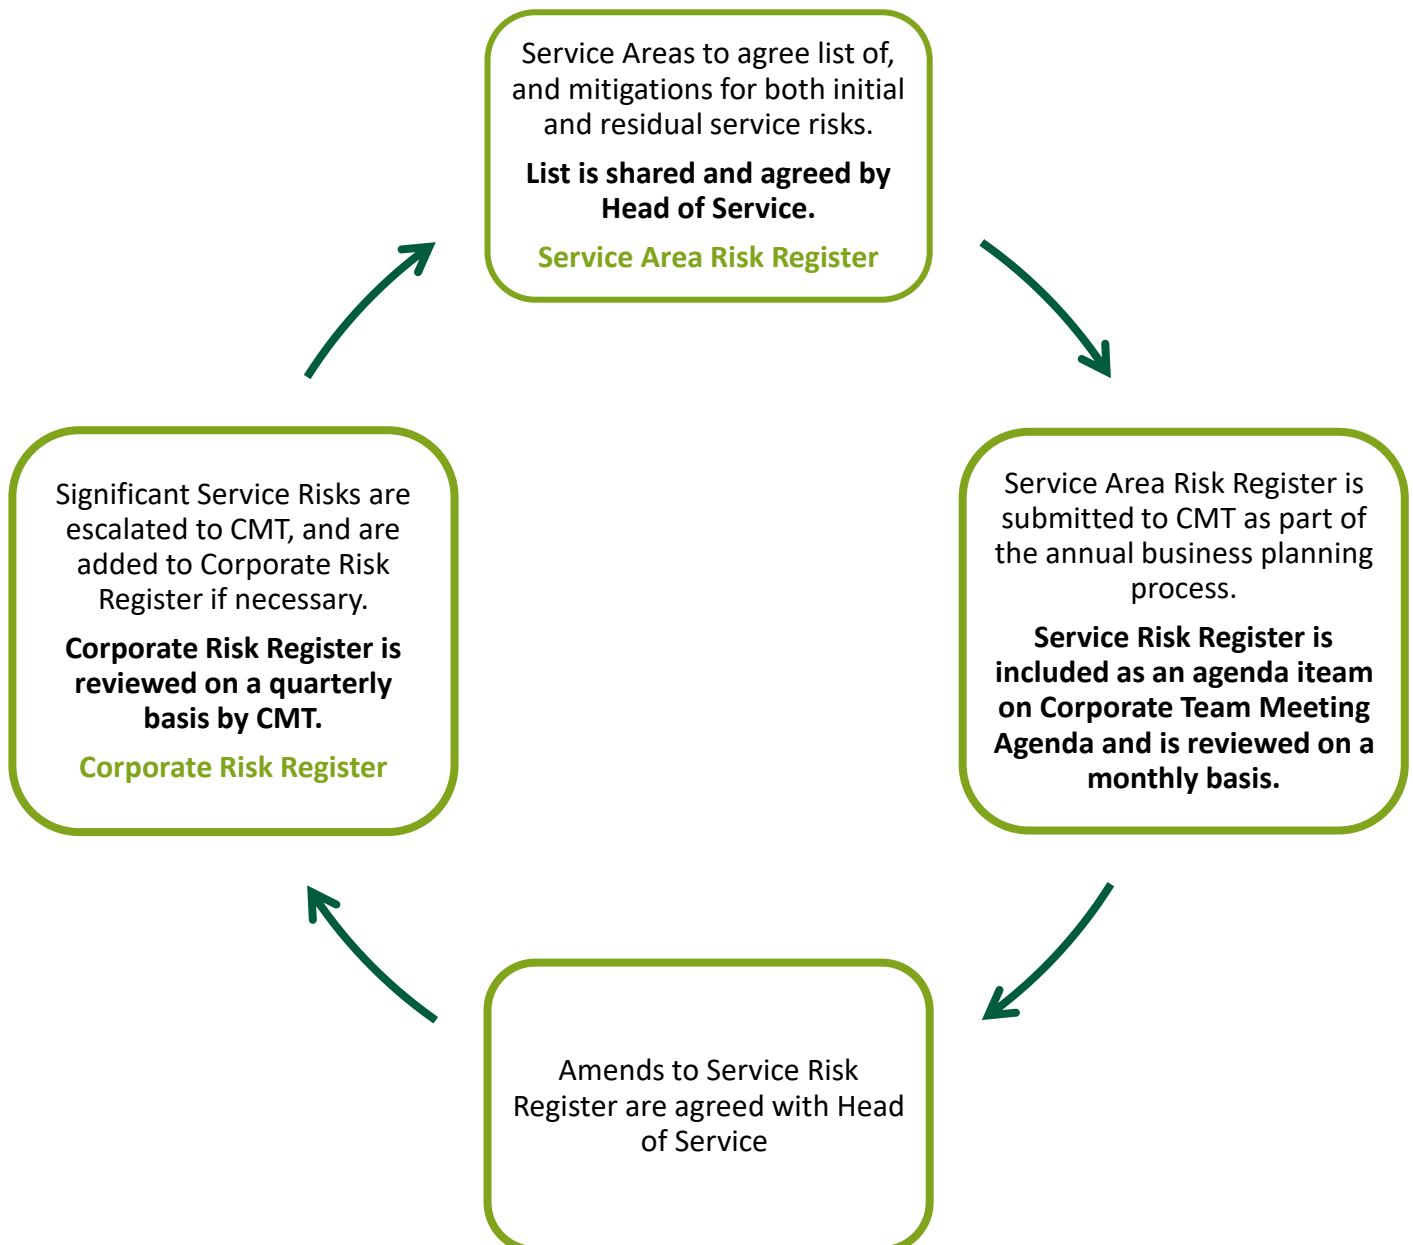 Service Areas to agree list of,
and mitigations for both initial
and residual service risks.
List is shared and agreed by
Head of Service.
Service Area Risk Register
Service Area Risk Register is
submitted to CMT as part of
the annual business planning
process.
Service Risk Register is
included as an agenda iteam
on Corporate Team Meeting
Agenda and is reviewed on a
monthly basis.
Amends to Service Risk
Register are agreed with Head
of Service
Significant Service Risks are
escalated to CMT, and are
added to Corporate Risk
Register if necessary.
Corporate Risk Register is
reviewed on a quarterly
basis by CMT.
Corporate Risk Register